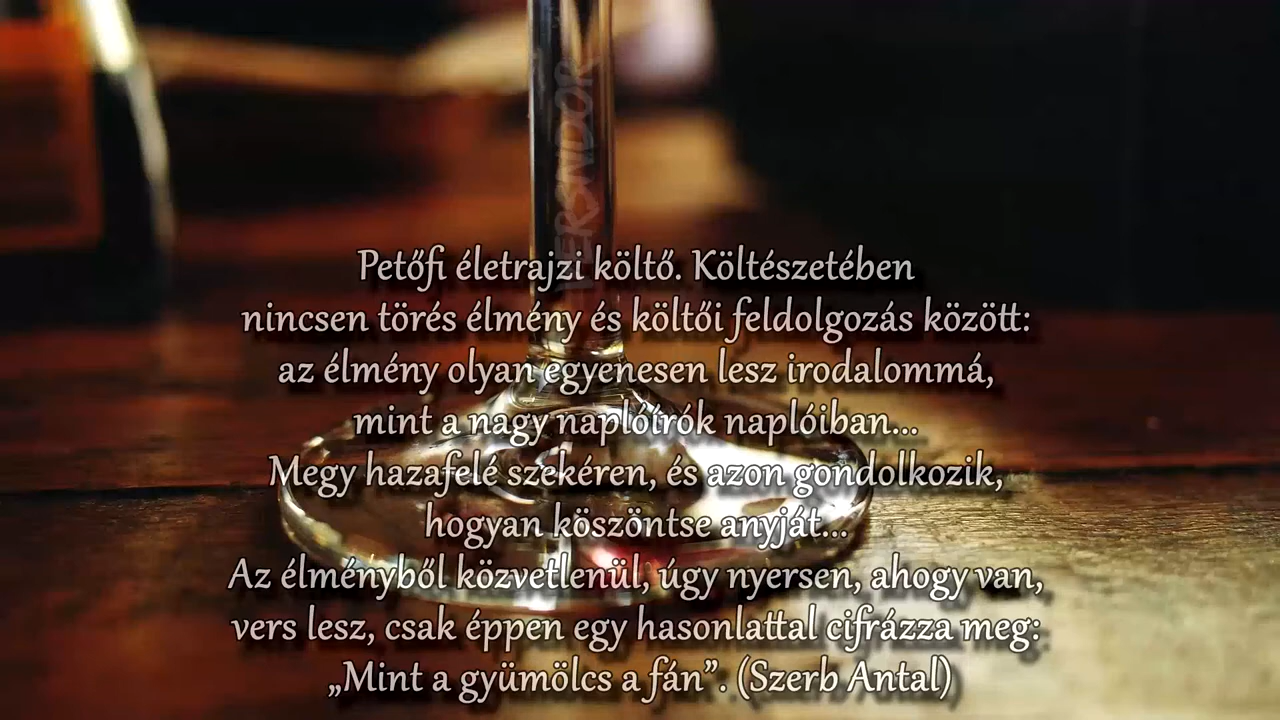 VERSNDOR
Petőfi életrajzi költő. Költészetében
nincsen törés élmény és költői feldolgozás között:
az élmény olyan egyenesen lesz irodalommá,
mint a nagy naplóírók naplóiban...
Megy hazafelé szekéren, és azon gondolkozik,
hogyan köszöntse anyját...
Az élményből közvetlenül, úgy nyersen, ahogy van,
vers lesz, csak éppen egy hasonlattal cifrázza meg:
„Mint a gyümölcs a fán”. (Szerb Antal)